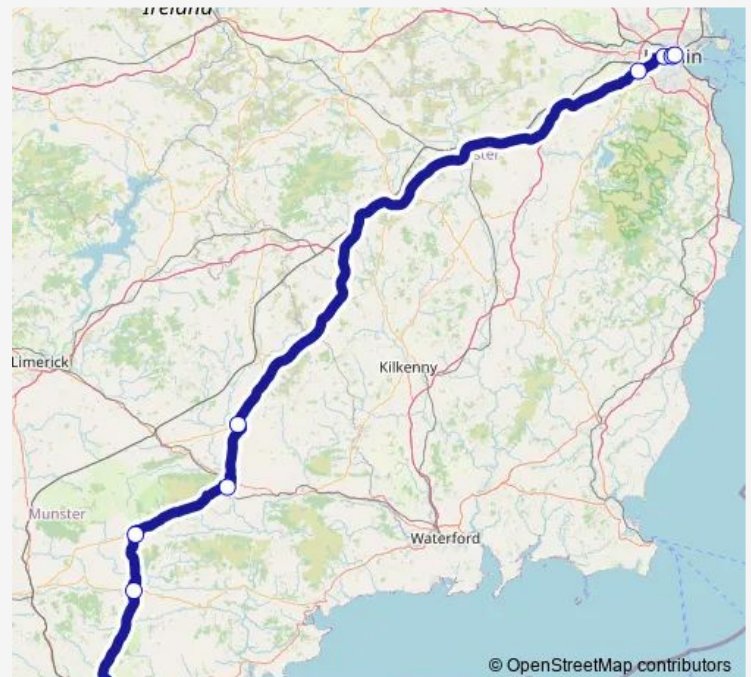 Ireland
Limerick
Kilkenny
Munster
Waterford
© OpenStreetMap contributors